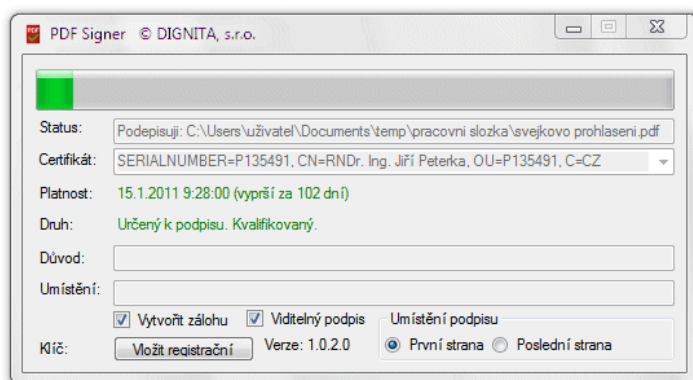 PDF Signer © DIGNITA, s.r.o.
Status: Podepisuji: C:\Users\uživatel\Documents\temp\pracovni slozka\svejkovo prohlaseni.pdf
Certifikát: SERIALNUMBER=P135491, CN=RNDr. Ing. Jiří Peterka, OU=P135491, C=CZ
Platnost: 15.1.2011 9:28:00 (vyprší za 102 dní)
Druh: Určený k podpisu. Kvalifikovaný.
Důvod:
Umístění:
Vytvořit zálohu Viditelný podpis Umístění podpisu
Klíč: Vložit registrační Verze: 1.0.2.0 První strana Poslední strana